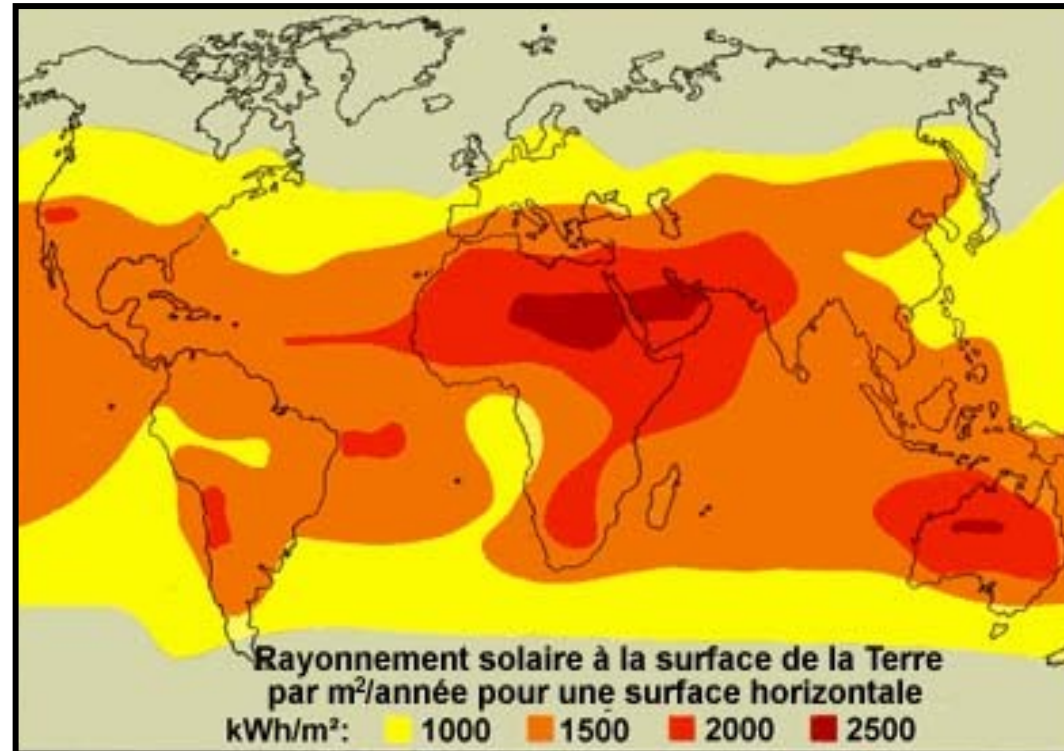 Rayonnement solaire à la surface de la Terre
par m²/année pour une surface horizontale
kWh/m²: 1000 1500 2000 2500